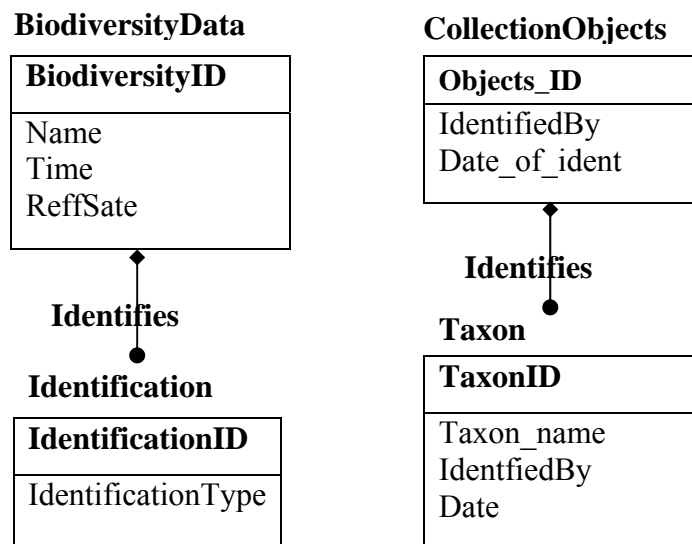 BiodiversityData
BiodiversityID
Name
Time
ReffSate
Identifies
Identification
IdentificationID
IdentificationType
CollectionObjects
Objects_ID
IdentifiedBy
Date_of_ident
Identifies
Taxon
TaxonID
Taxon_name
IdentfiedBy
Date